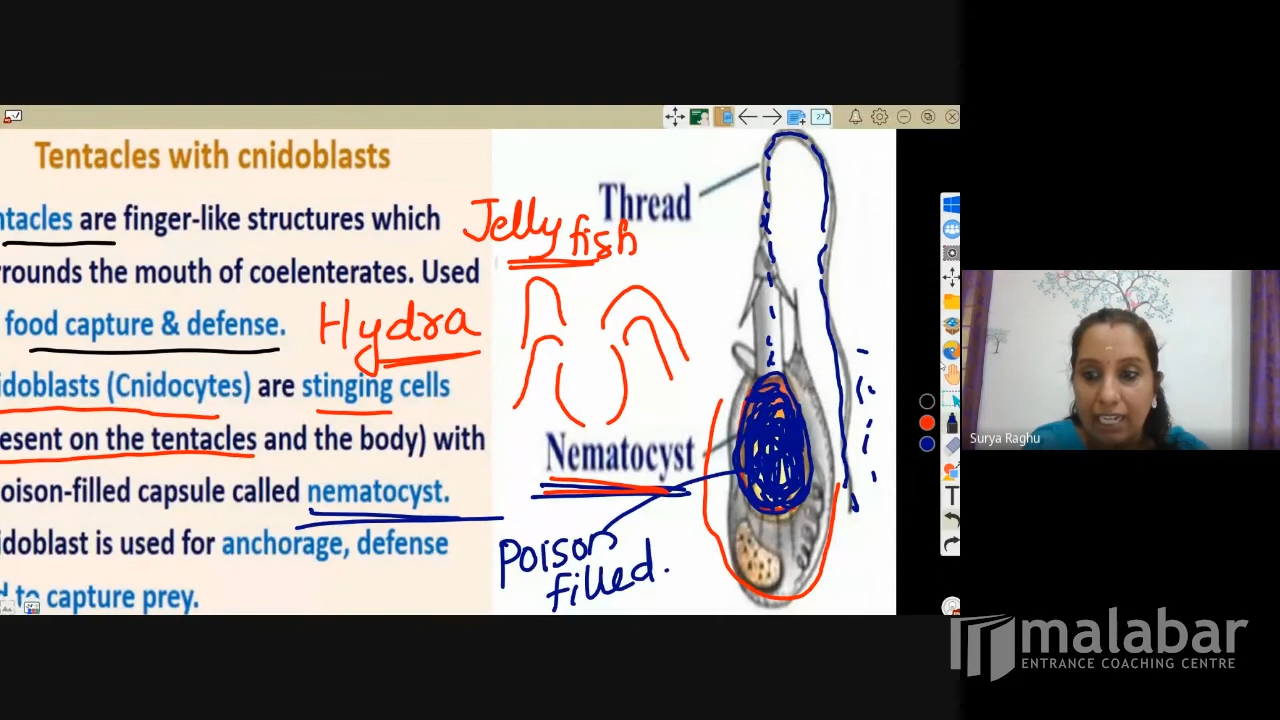 27
Tentacles with cnidoblasts
ntacles are finger-like structures which
rrounds the mouth of coelenterates. Used
food capture & defense.
idoblasts (Cnidocytes) are stinging cells
esent on the tentacles and the body) with
oison-filled capsule called nematocyst.
idoblast is used for anchorage, defense
d to capture prey.
Jelly fish
Hydra
Thread
Nematocyst
Poison
filled.
T
Surya Raghu
malabar
ENTRANCE COACHING CENTRE